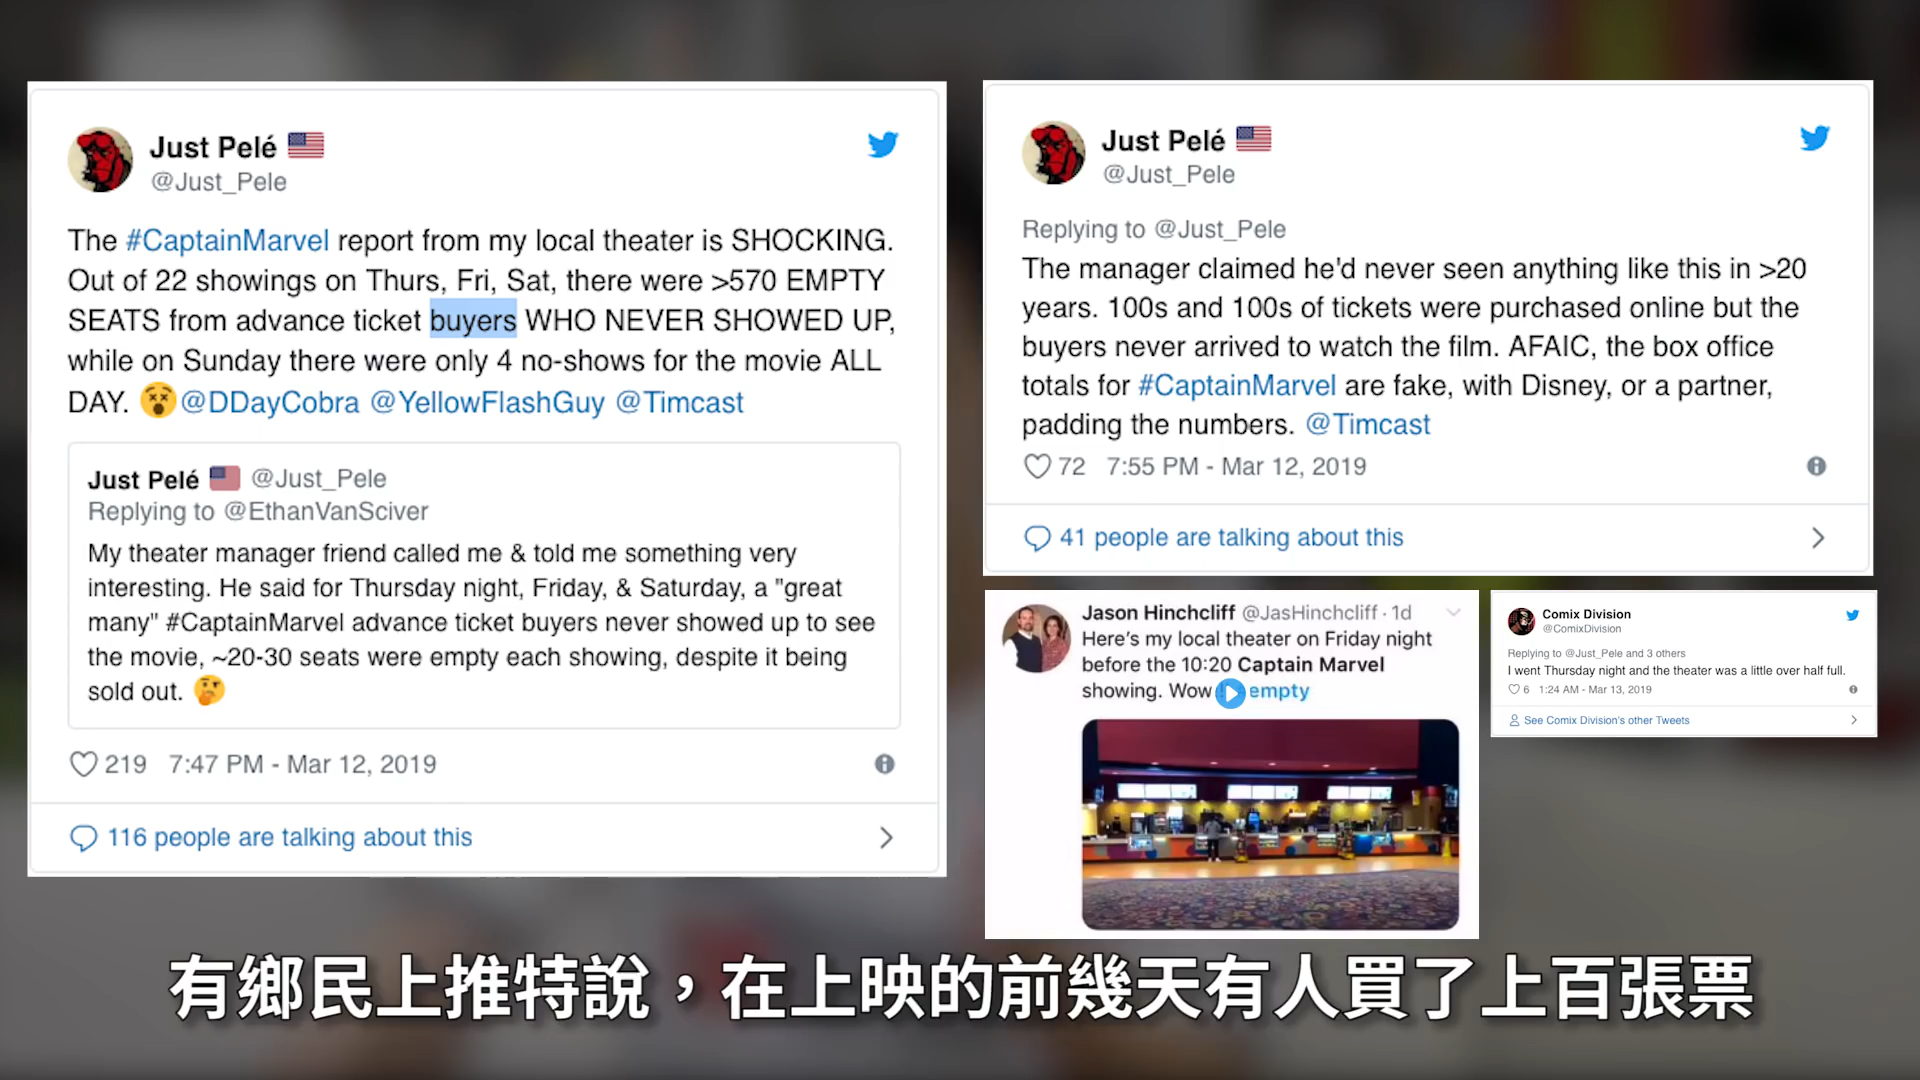 Just Pelé
@Just_Pele
The #CaptainMarvel report from my local theater is SHOCKING.
Out of 22 showings on Thurs, Fri, Sat, there were >570 EMPTY
SEATS from advance ticket buyers WHO NEVER SHOWED UP,
while on Sunday there were only 4 no-shows for the movie ALL
DAY. 😵@DDayCobra @YellowFlashGuy @Timcast
Just Pelé 🇺🇸 @Just_Pele
Replying to @EthanVanSciver
My theater manager friend called me & told me something very
interesting. He said for Thursday night, Friday, & Saturday, a "great
many" #CaptainMarvel advance ticket buyers never showed up to see
the movie, ~20-30 seats were empty each showing, despite it being
sold out. 🤔
219 7:47 PM - Mar 12, 2019
116 people are talking about this
Just Pelé
@Just_Pele
Replying to @Just_Pele
The manager claimed he'd never seen anything like this in >20
years. 100s and 100s of tickets were purchased online but the
buyers never arrived to watch the film. AFAIC, the box office
totals for #CaptainMarvel are fake, with Disney, or a partner,
padding the numbers. @Timcast
72 7:55 PM - Mar 12, 2019
41 people are talking about this
Jason Hinchcliff @JasHinchcliff · 1d
Here's my local theater on Friday night
before the 10:20 Captain Marvel
showing. Wow empty
Comix Division
@ComixDivision
Replying to @Just_Pele and 3 others
I went Thursday night and the theater was a little over half full.
6 1:24 AM - Mar 13, 2019
See Comix Division's other Tweets
有鄉民上推特說，在上映的前幾天有人買了上百張票